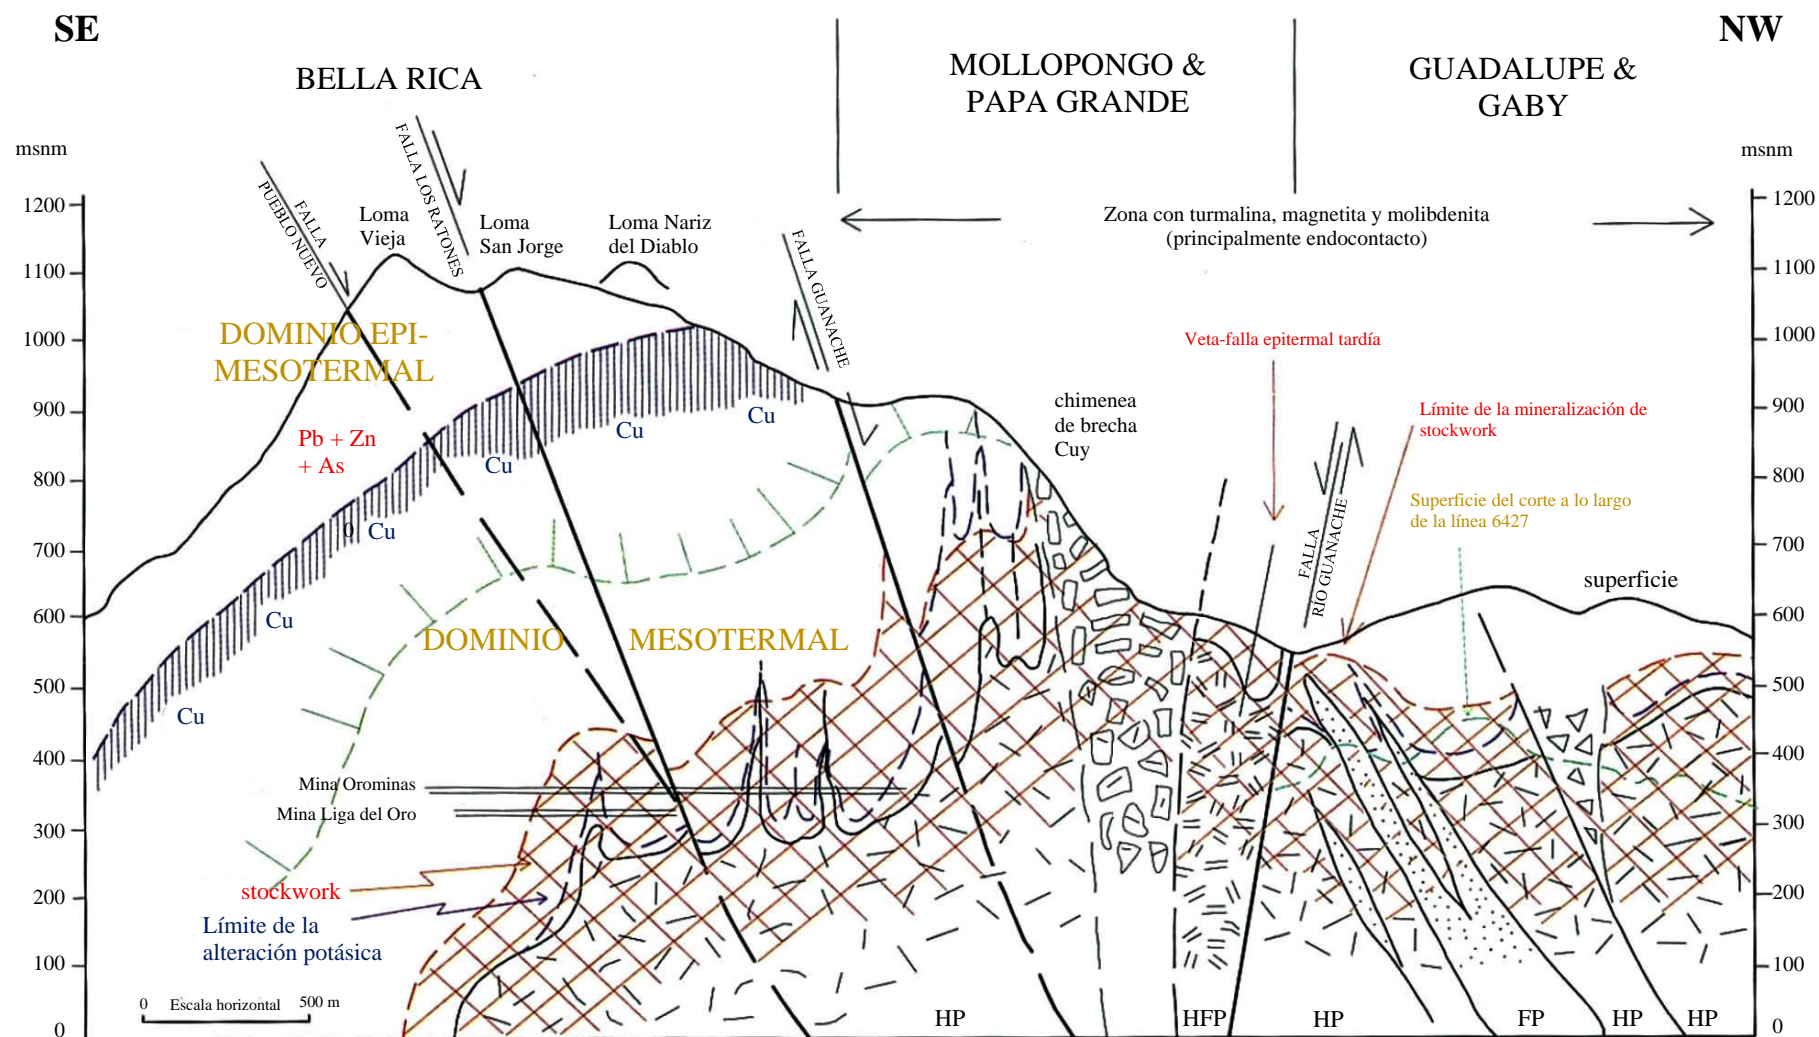 SE
NW
BELLA RICA
MOLLOPONGO &
PAPA GRANDE
GUADALUPE &
GABY
msnm
msnm
FALLA
PUEBLO NUEVO
FALLA LOS RATONES
FALLA GUANACHE
Loma
Vieja
Loma
San Jorge
Loma Nariz
del Diablo
Zona con turmalina, magnetita y molibdenita
(principalmente endocontacto)
1200
1100
1000
900
800
700
600
500
400
300
200
100
0
1200
1100
1000
900
800
700
600
500
400
300
200
100
0
DOMINIO EPI-
MESOTERMAL
Pb + Zn
+ As
Cu
Cu
Cu
0
Cu
Cu
Cu
Veta-falla epitermal tardía
chimenea
de brecha
Cuy
Límite de la mineralización de
stockwork
Superficie del corte a lo largo
de la línea 6427
FALLA
RIO GUANACHE
superficie
DOMINIO MESOTERMAL
Mina Orominas
Mina Liga del Oro
stockwork
Límite de la
alteración potásica
0 Escala horizontal 500 m
HP
HFP
HP
FP
HP
HP